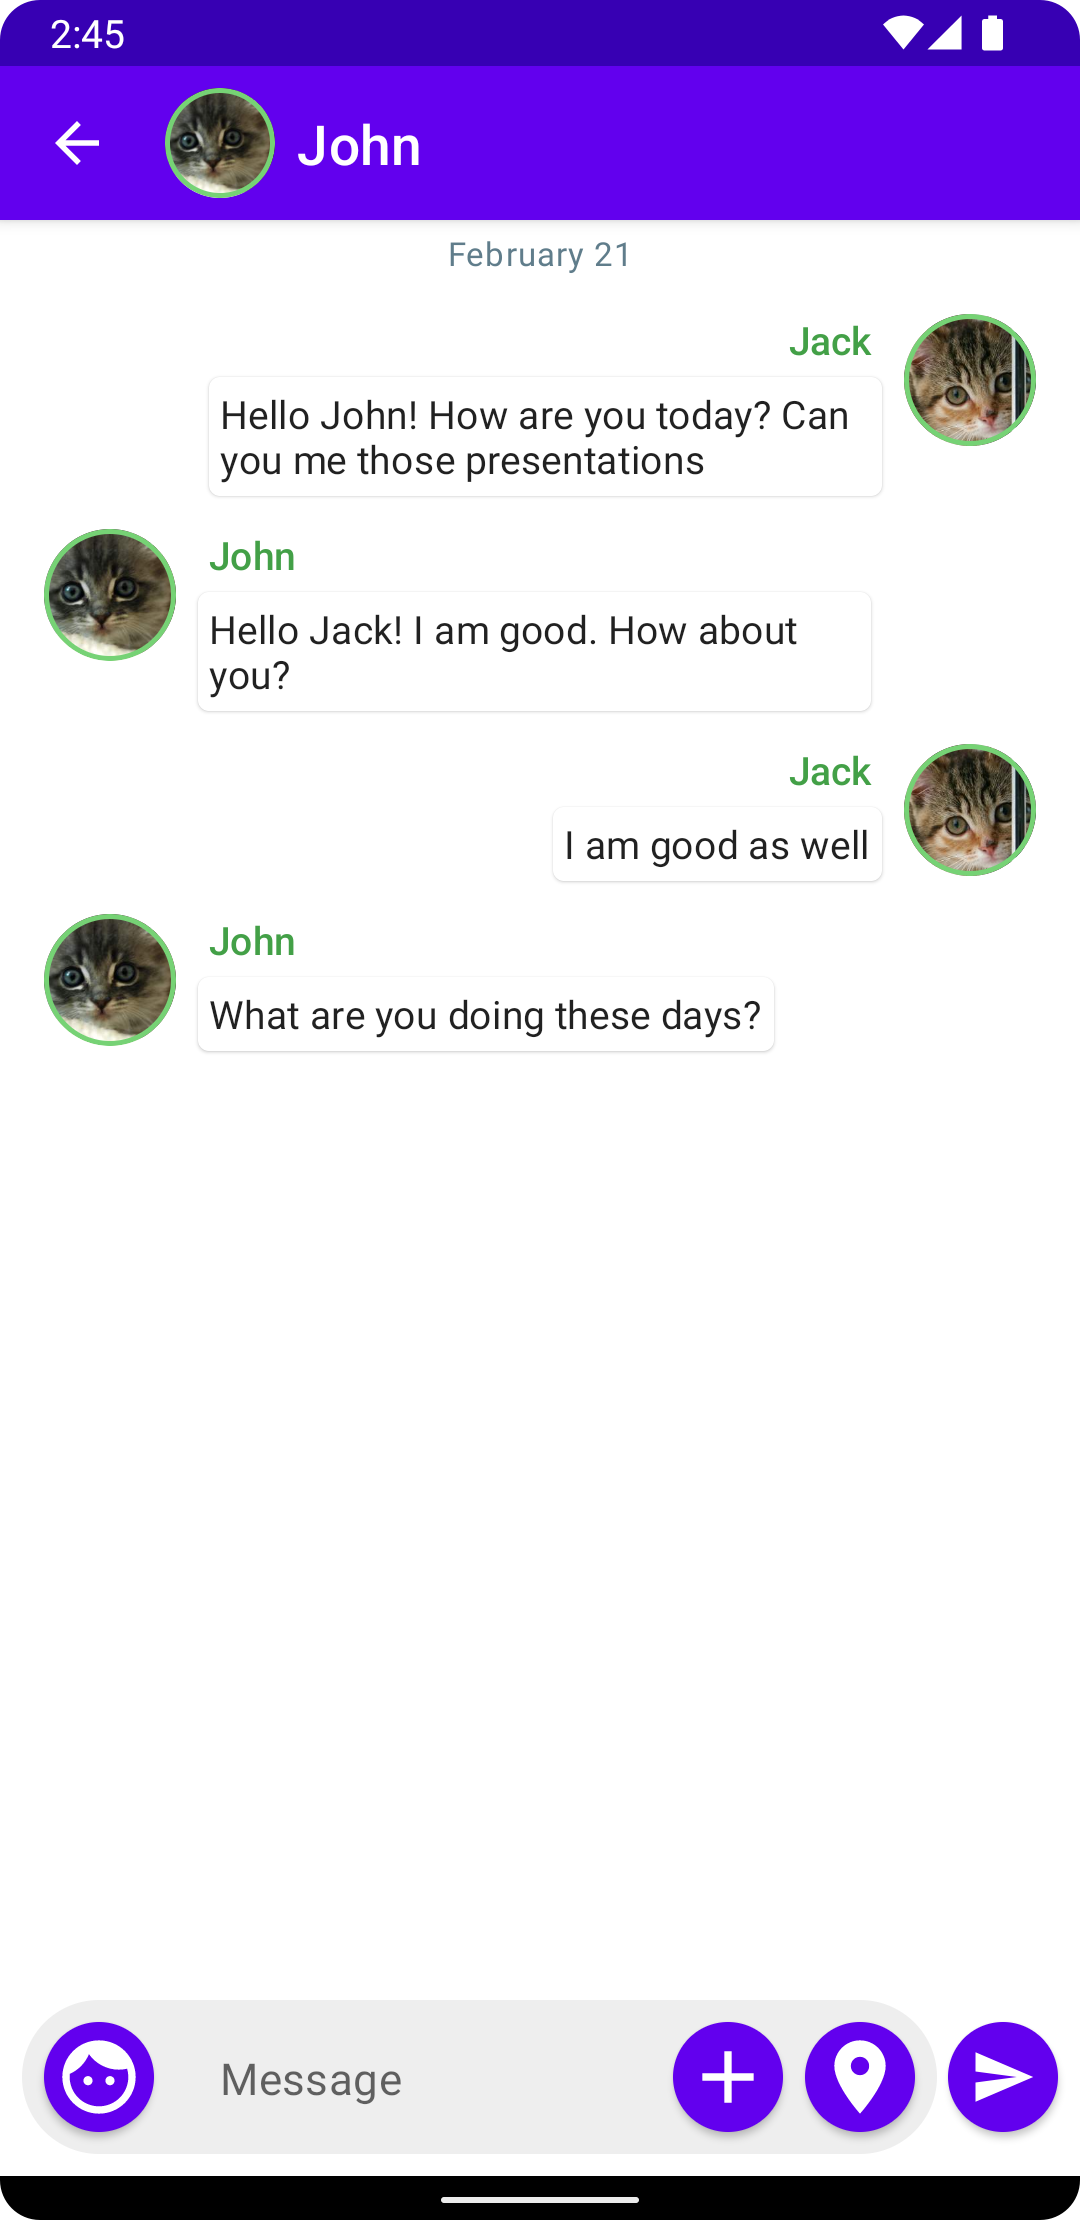 2:45
John
February 21
Jack
Hello John! How are you today? Can
you me those presentations
John
Hello Jack! I am good. How about
you?
Jack
I am good as well
John
What are you doing these days?
Message